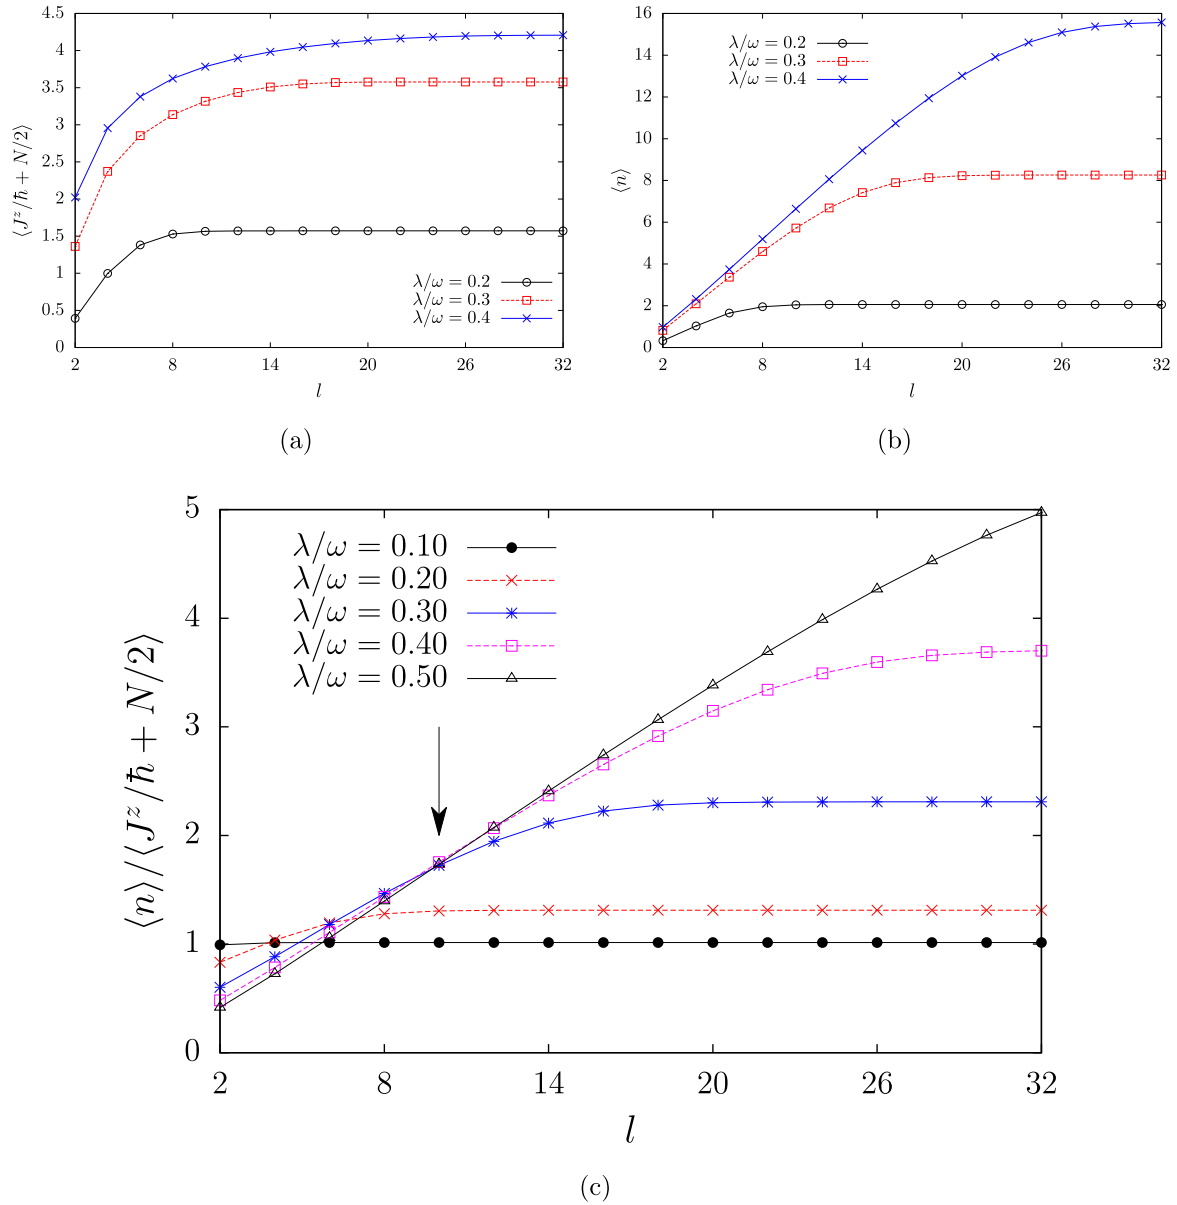 4.5
4
3.5
3
2.5
2
1.5
1
0.5
0
⟨J^z/ħ + N/2⟩
λ/ω = 0.2
λ/ω = 0.3
λ/ω = 0.4
2 8 14 20 26 32
l
(a)
16
14
12
10
8
6
4
2
0
⟨n⟩
λ/ω = 0.2
λ/ω = 0.3
λ/ω = 0.4
2 8 14 20 26 32
l
(b)
5
4
3
2
1
0
⟨n⟩/⟨J^z/ħ + N/2⟩
λ/ω = 0.10
λ/ω = 0.20
λ/ω = 0.30
λ/ω = 0.40
λ/ω = 0.50
2 8 14 20 26 32
l
(c)